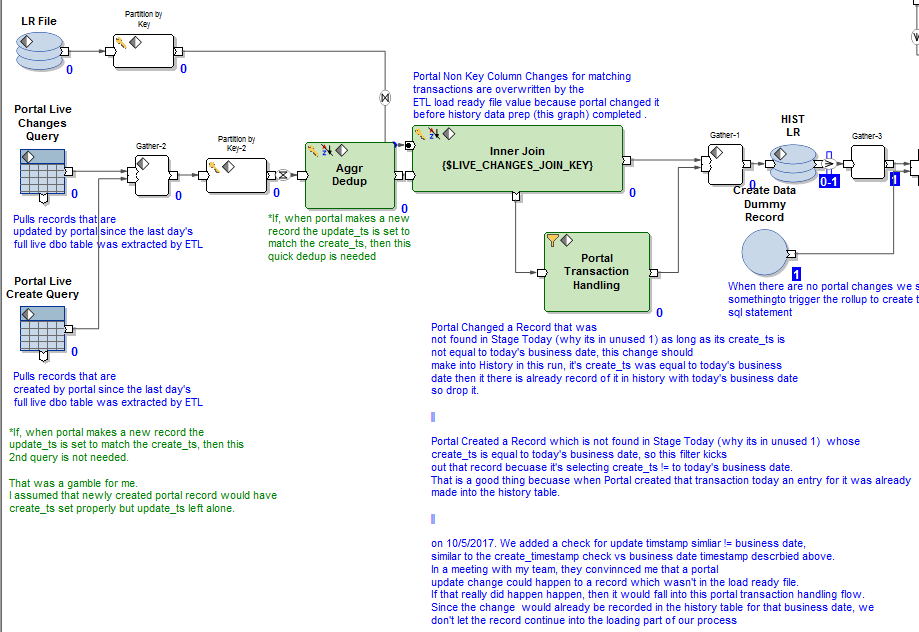 LR File
Partition by
Key
0
0
Portal Live
Changes
Query
0
Pulls records that are
updated by portal since the last day's
full live dbo table was extracted by ETL
Gather-2
0
Partition by
Key-2
0
Aggr
Dedup
0
*If, when portal makes a new
record the update_ts is set to
match the create_ts, then this
quick dedup is needed
Portal Live
Create Query
0
Pulls records that are
created by portal since the last day's
full live dbo table was extracted by ETL
*If, when portal makes a new record the
update_ts is set to match the create_ts, then this
2nd query is not needed.
That was a gamble for me.
I assumed that newly created portal record would have
create_ts set properly but update_ts left alone.
Portal Non Key Column Changes for matching
transactions are overwritten by the
ETL load ready file value because portal changed it
before history data prep (this graph) completed .
Inner Join
{$LIVE_CHANGES_JOIN_KEY}
0
Portal
Transaction
Handling
0
Portal Changed a Record that was
not found in Stage Today (why its in unused 1) as long as its create_ts is
not equal to today's business date, this change should
make into History in this run, it's create_ts was equal to today's business
date then it there is already record of it in history with today's business date
so drop it.
Portal Created a Record which is not found in Stage Today (why its in unused 1)  whose
create_ts is equal to today's business date, so this filter kicks
out that record becuase it's selecting create_ts != to today's business date.
That is a good thing becuase when Portal created that transaction today an entry for it was already
made into the history table.
on 10/5/2017. We added a check for update timstamp simliar != business date,
similar to the create_timestamp check vs business date timestamp descrbied above.
In a meeting with my team, they convinnced me that a portal
update change could happen to a record which wasn't in the load ready file.
If that really did happen happen, then it would fall into this portal transaction handling flow.
Since the change  would already be recorded in the history table for that business date, we
don't let the record continue into the loading part of our process
Gather-1
0
HIST
LR
0-1
Gather-3
1
Create Data
Dummy
Record
1
When there are no portal changes we s
somethingto trigger the rollup to create t
sql statement